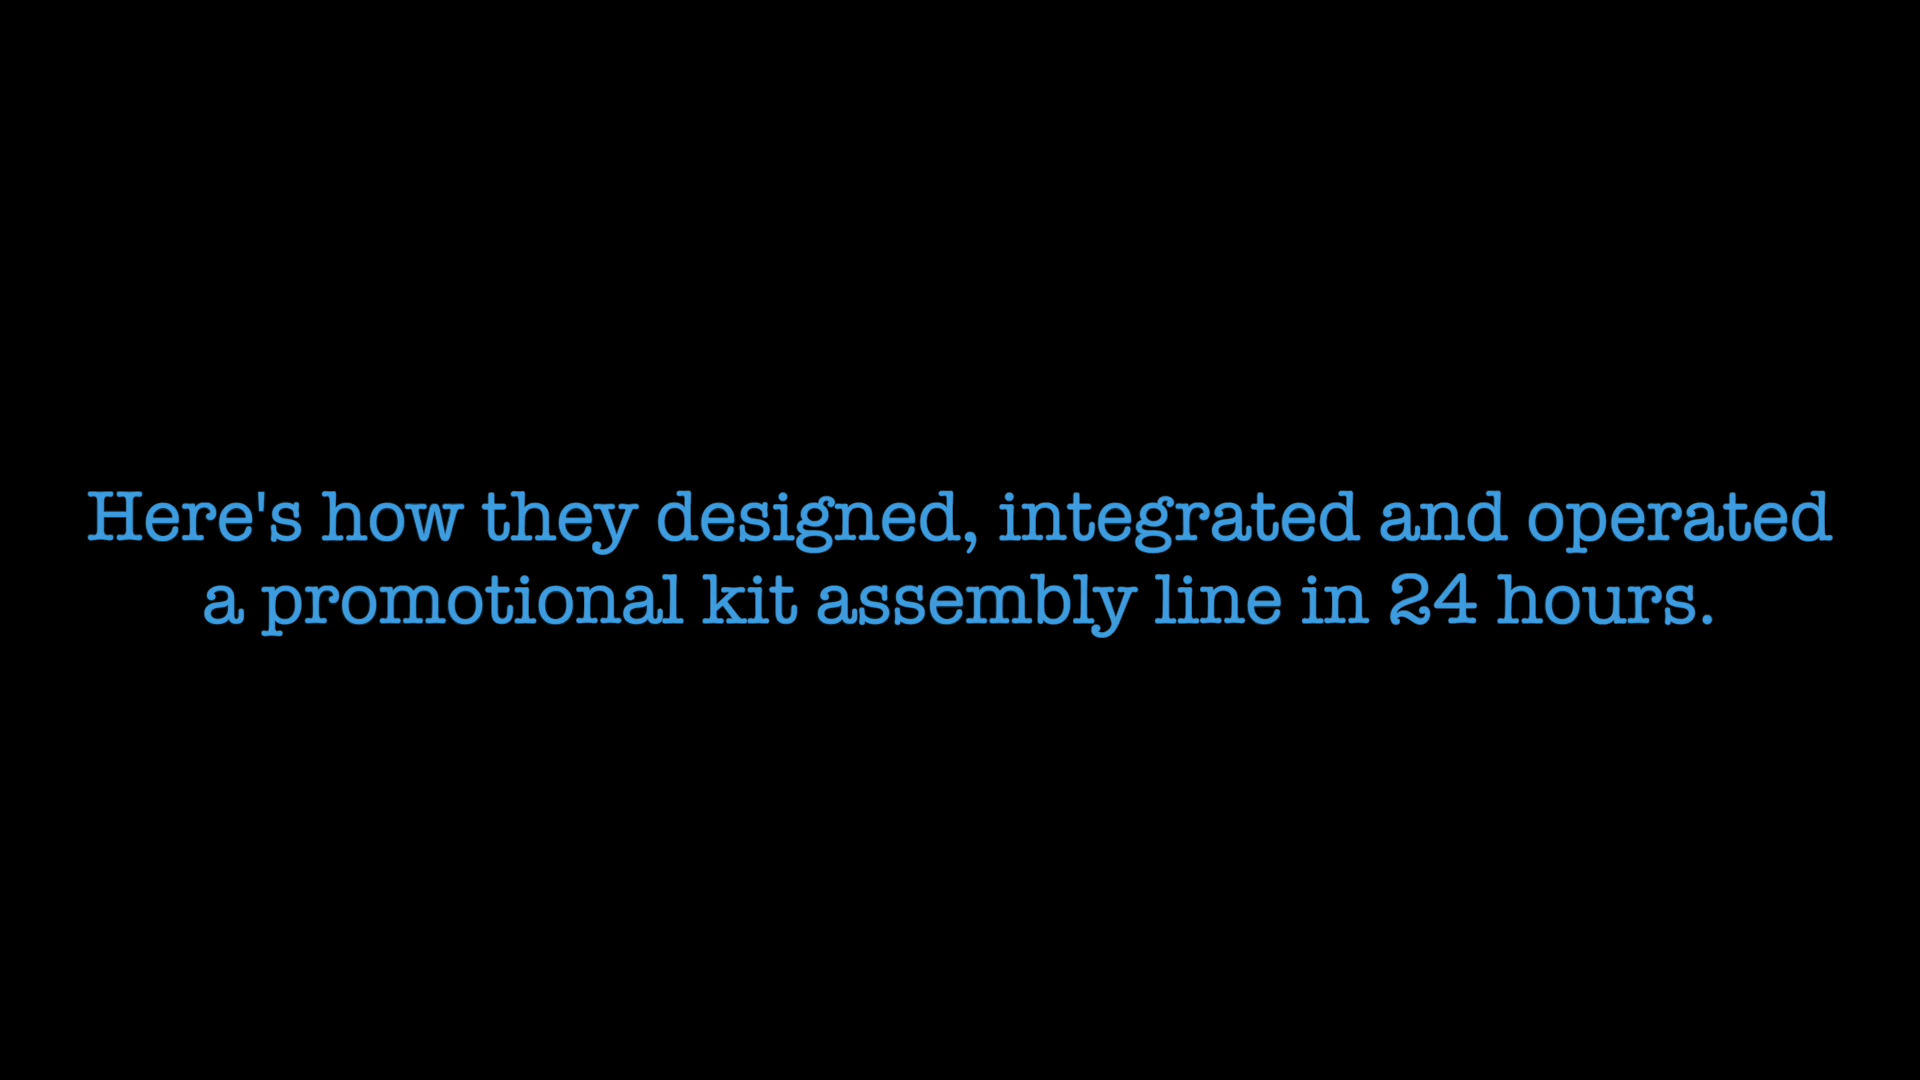 Here's how they designed, integrated and operated
a promotional kit assembly line in 24 hours.